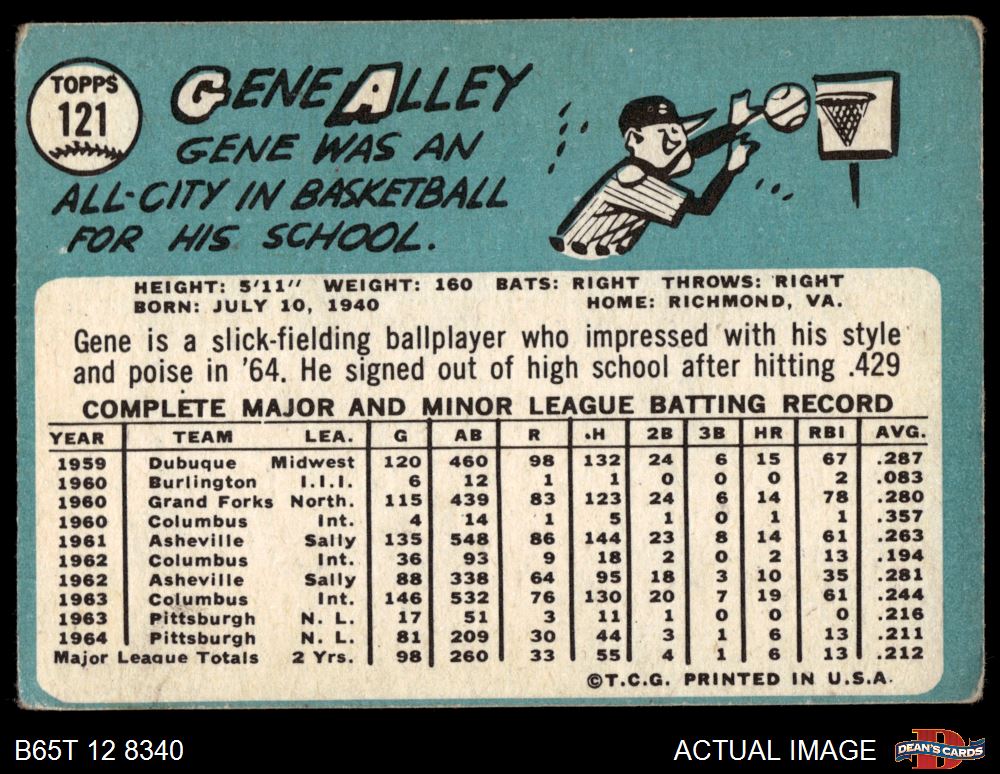 TOPPS
121
GENE ALLEY
GENE WAS AN
ALL-CITY IN BASKETBALL
FOR HIS SCHOOL.
HEIGHT: 5'11" WEIGHT: 160 BATS: RIGHT THROWS: RIGHT
BORN: JULY 10, 1940 HOME: RICHMOND, VA.
Gene is a slick-fielding ballplayer who impressed with his style
and poise in '64. He signed out of high school after hitting .429
COMPLETE MAJOR AND MINOR LEAGUE BATTING RECORD
YEAR TEAM LEA. G AB R H 2B 3B HR RBI AVG.
1959 Dubuque Midwest 120 460 98 132 24 6 15 67 .287
1960 Burlington I.I.I. 6 12 1 1 0 0 0 2 .083
1960 Grand Forks North. 115 439 83 123 24 6 14 78 .280
1960 Columbus Int. 4 14 1 5 1 0 1 1 .357
1961 Asheville Sally 135 548 86 144 23 8 14 61 .263
1962 Columbus Int. 36 93 9 18 2 0 2 13 .194
1962 Asheville Sally 88 338 64 95 18 3 10 35 .281
1963 Columbus Int. 146 532 76 130 20 7 19 61 .244
1963 Pittsburgh N. L. 17 51 3 11 1 0 0 0 .216
1964 Pittsburgh N. L. 81 209 30 44 3 1 6 13 .211
Major League Totals 2 Yrs. 98 260 33 55 4 1 6 13 .212
©T.C.G. PRINTED IN U.S.A.
B65T 12 8340
ACTUAL IMAGE
DEAN'S CARDS